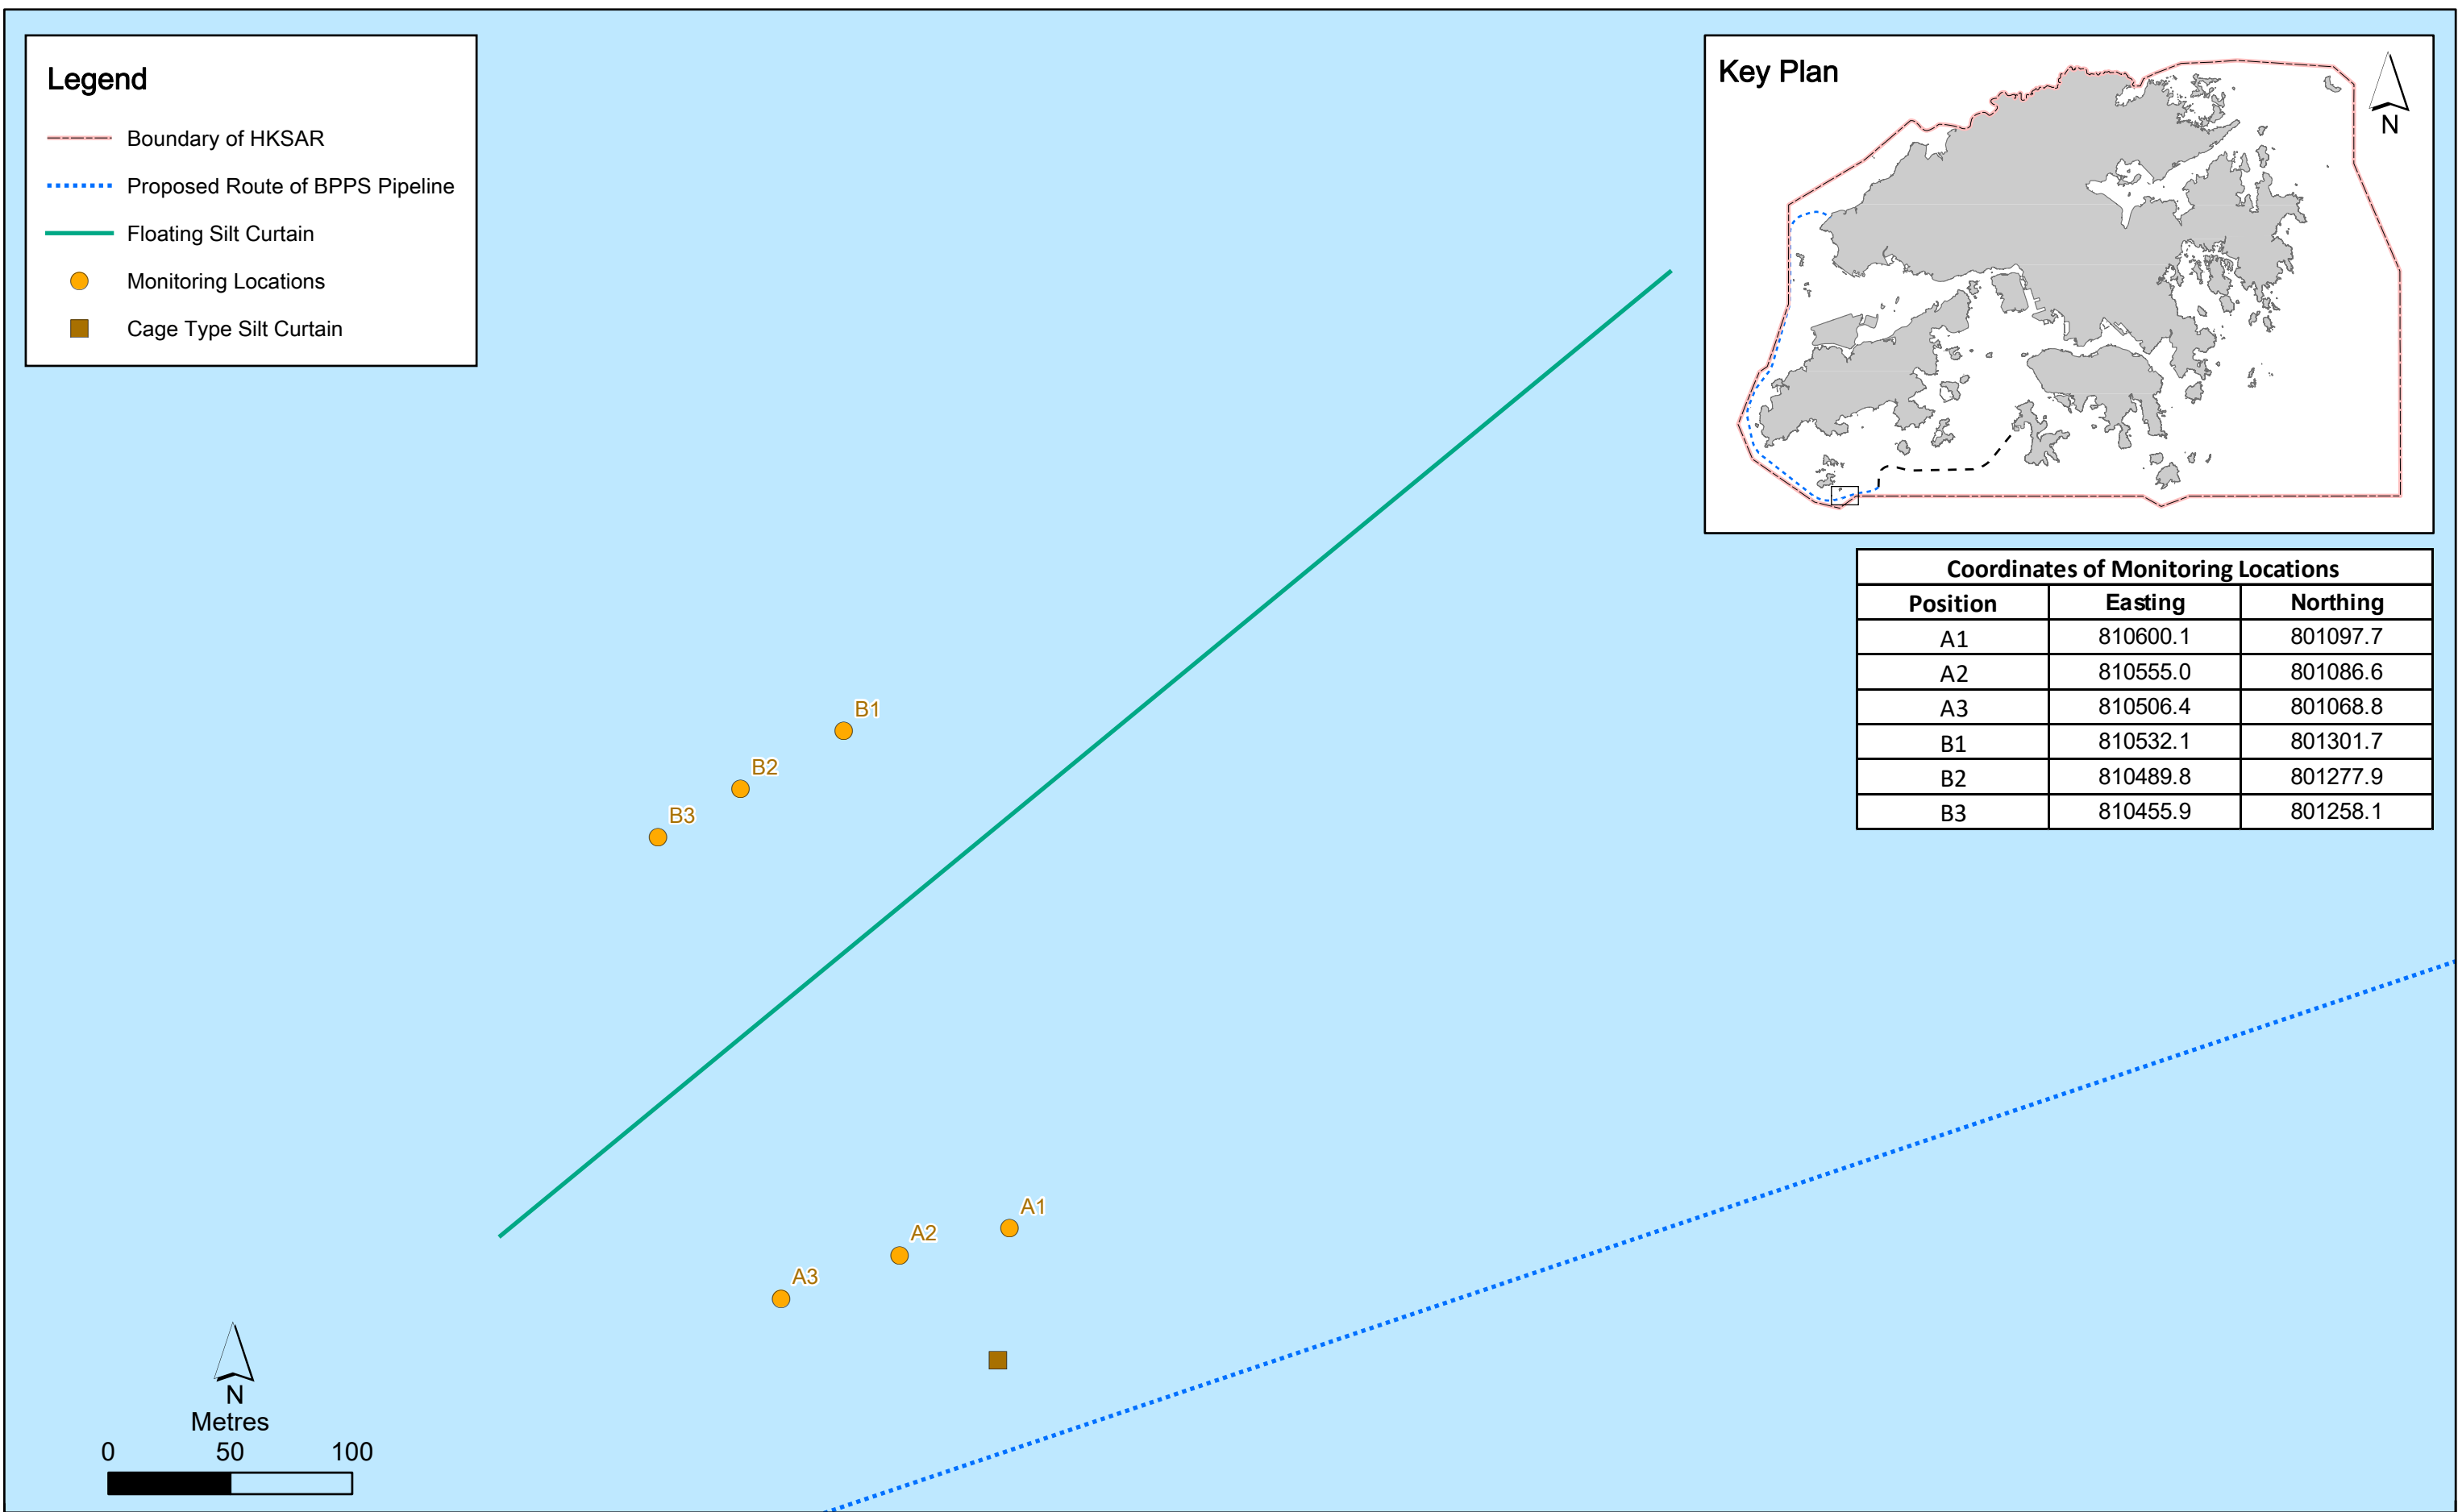 Legend
Boundary of HKSAR
Proposed Route of BPPS Pipeline
Floating Silt Curtain
Monitoring Locations
Cage Type Silt Curtain
Key Plan
N
Coordinates of Monitoring Locations
Position Easting Northing
A1 810600.1 801097.7
A2 810555.0 801086.6
A3 810506.4 801068.8
B1 810532.1 801301.7
B2 810489.8 801277.9
B3 810455.9 801258.1
B1
B2
B3
A1
A2
A3
N
Metres
0 50 100